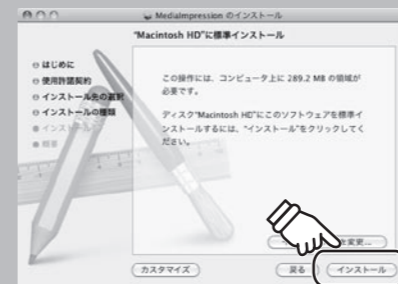 MediaImpression のインストール
"Macintosh HD"に標準インストール
はじめに
使用許諾契約
インストール先の選択
インストールの種類
インストール
概要
この操作には、コンピュータ上に 289.2 MB の領域が
必要です。
ディスク"Macintosh HD"にこのソフトウェアを標準イ
ンストールするには、"インストール"をクリックしてく
ださい。
を変更...
カスタマイズ
戻る
インストール